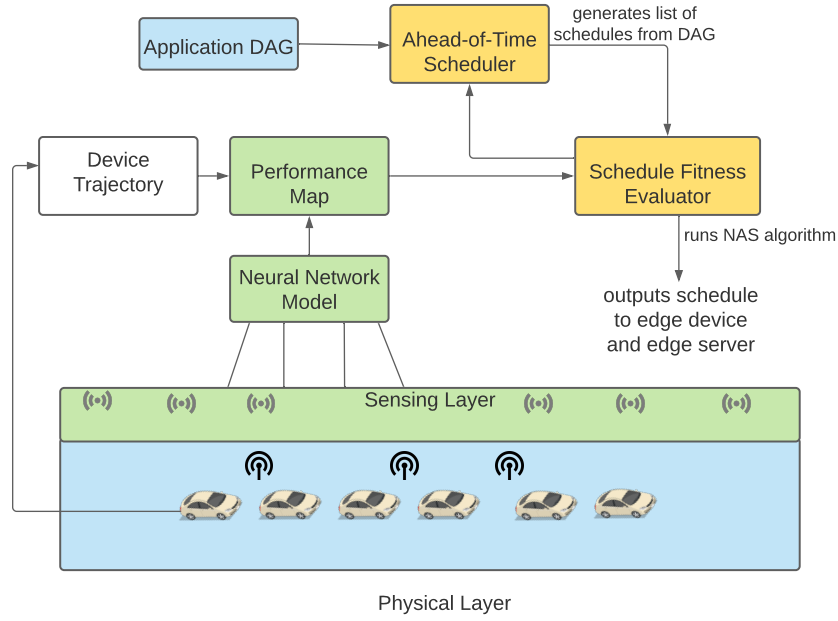 Application DAG
Ahead-of-Time
Scheduler
generates list of
schedules from DAG
Device
Trajectory
Performance
Map
Schedule Fitness
Evaluator
runs NAS algorithm
Neural Network
Model
outputs schedule
to edge device
and edge server
Sensing Layer
Physical Layer